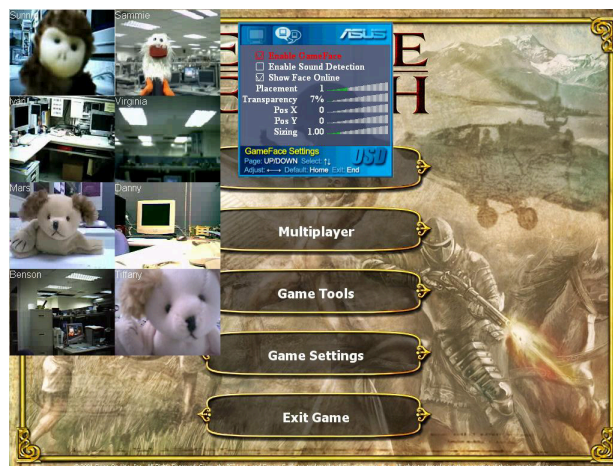 Sunny
Sammie
Ivan
Virginia
Mars
Danny
Benson
Tiffany
ASUS
Enable GameFace
Enable Sound Detection
Show Face Online
Placement 1
Transparency 7%
Pos X 0
Pos Y 0
Sizing 1.00
GameFace Settings
Page: UP/DOWN Select: ↑↓
Adjust: ←→ Default: Home Exit: End
OSD
Multiplayer
Game Tools
Game Settings
Exit Game